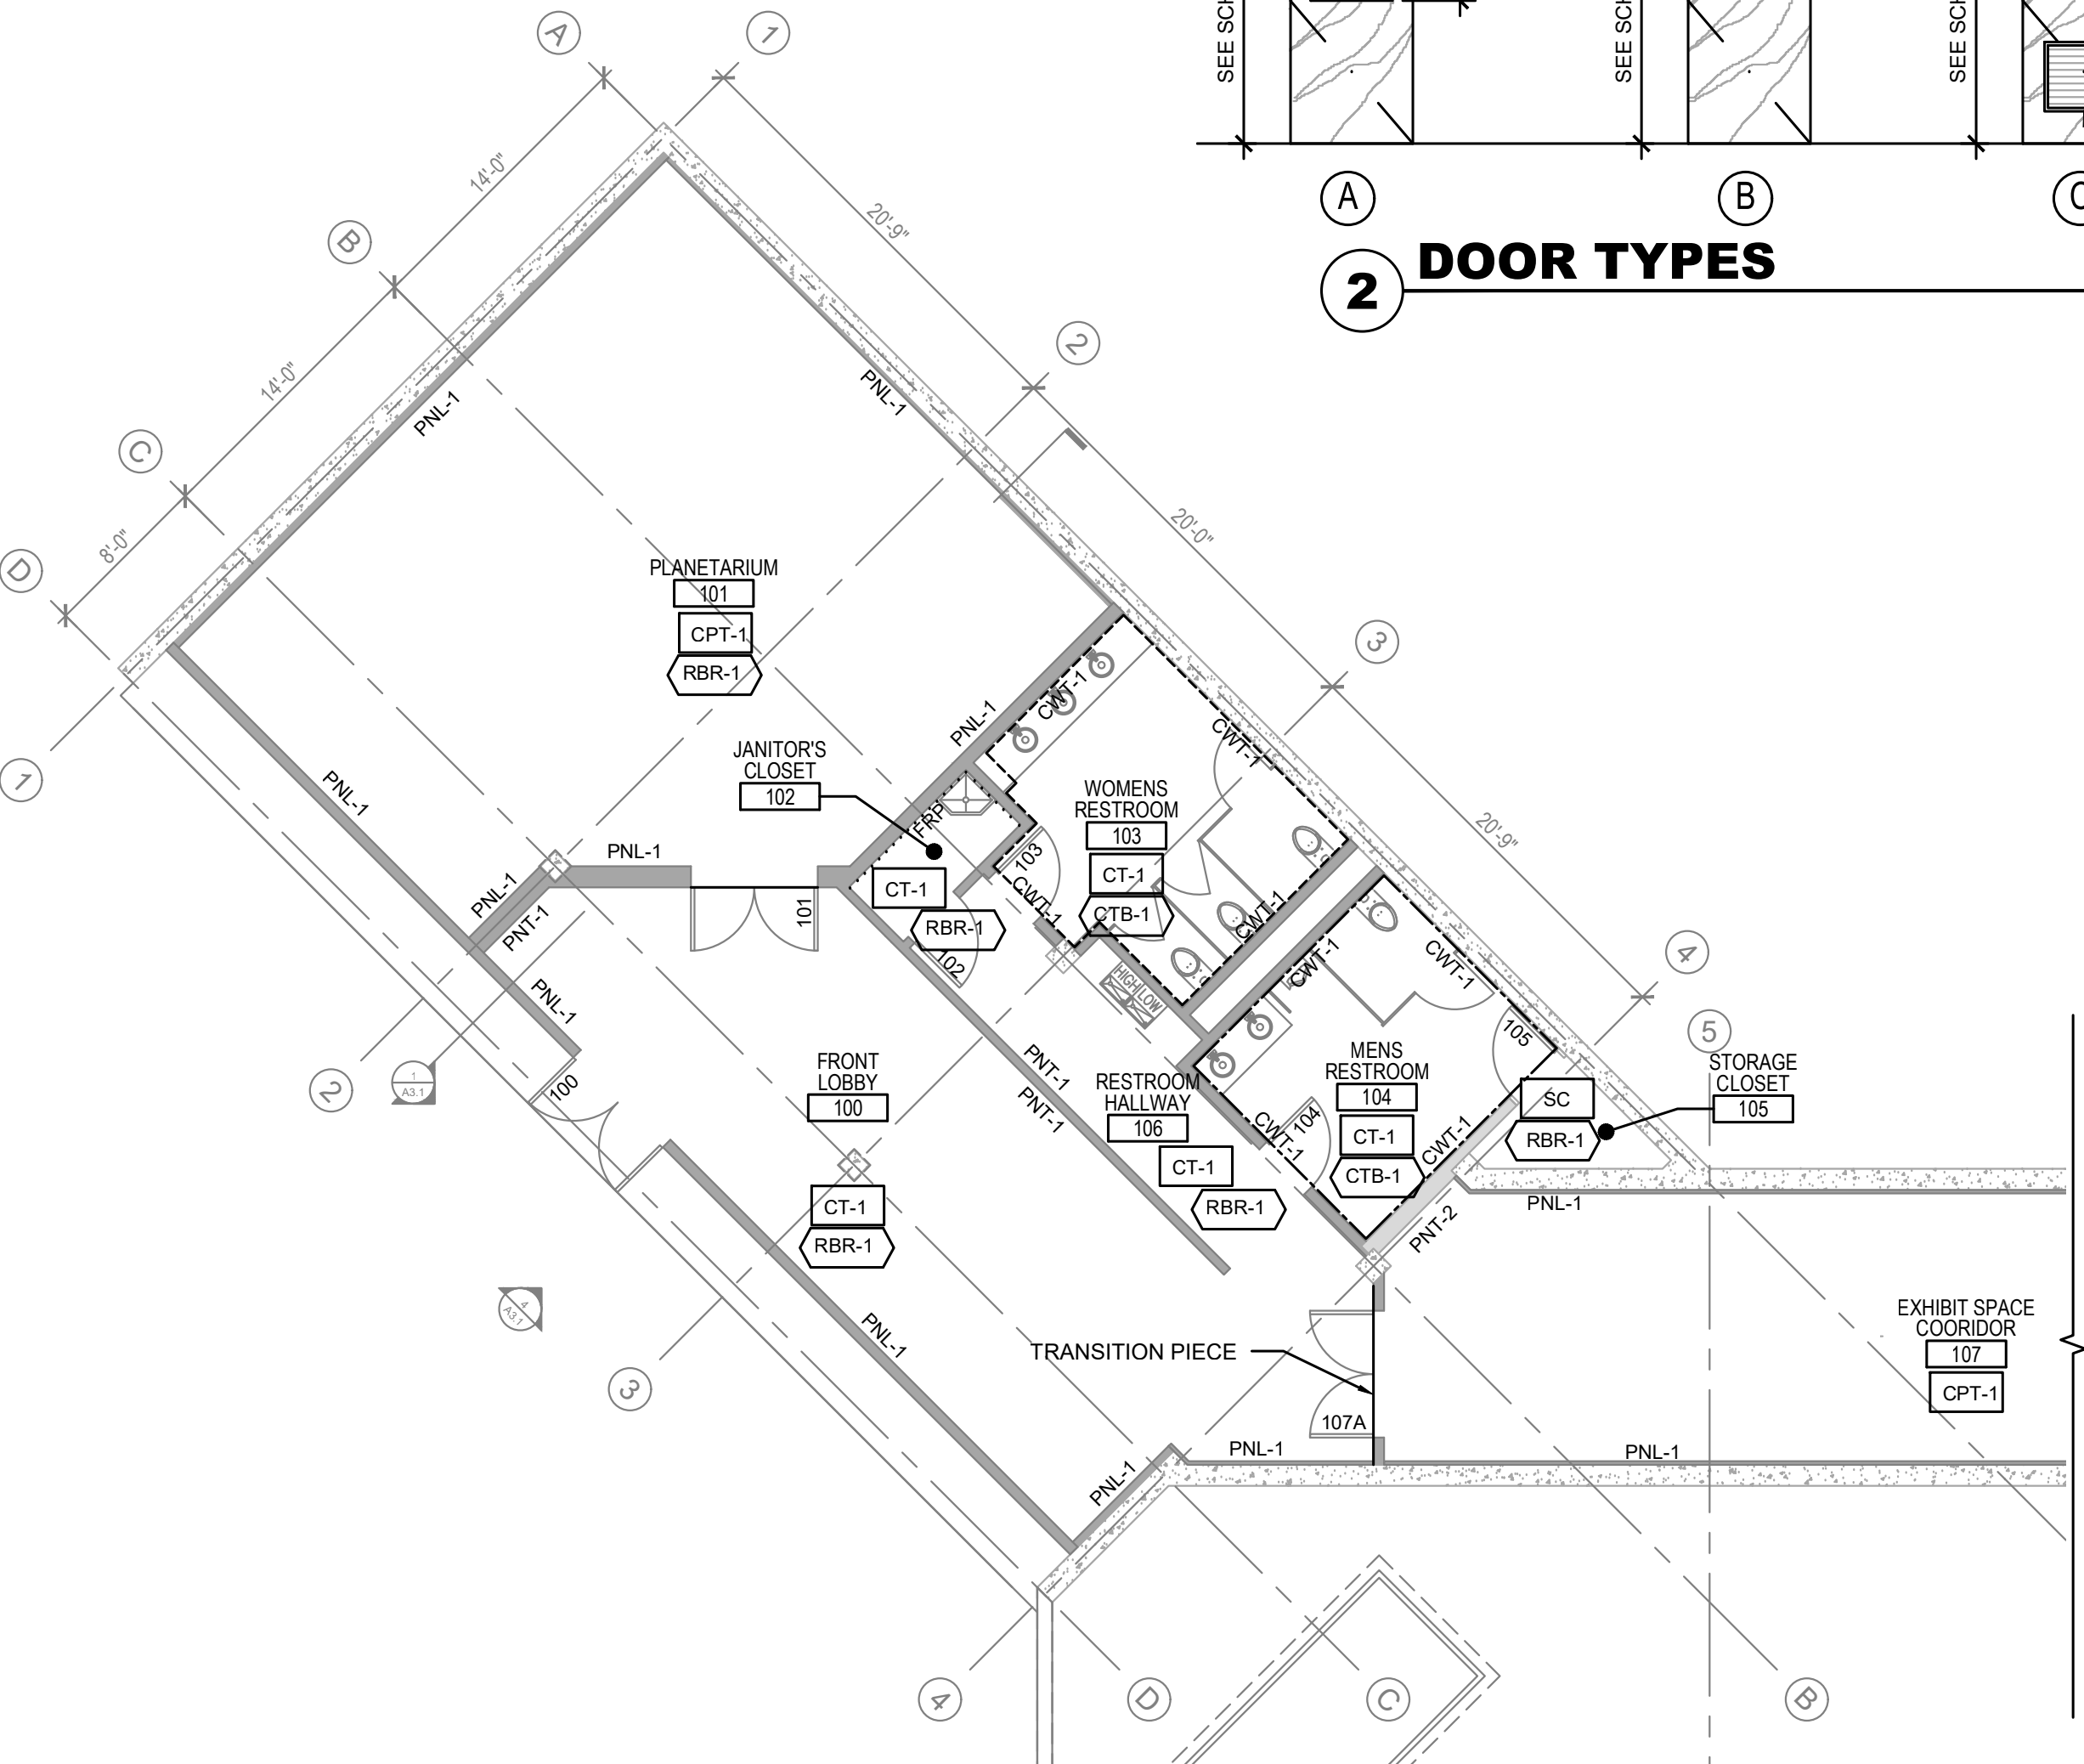 SEE SCH
SEE SCH
SEE SCH
A
B
C
2
DOOR TYPES
A
1
B
14'-0"
20'-9"
C
14'-0"
2
D
8'-0"
20'-0"
3
20'-9"
4
5
1
2
3
4
D
C
B
PNL-1
PNL-1
PLANETARIUM
101
CPT-1
RBR-1
PNL-1
CWT-1
CWT-1
PNL-1
JANITOR'S
CLOSET
102
FRP
WOMENS
RESTROOM
103
CT-1
CTB-1
103
CWT-1
CWT-1
PNL-1
PNL-1
PNT-1
101
CT-1
RBR-1
102
HIGH
LOW
CWT-1
CWT-1
105
PNL-1
1
A3.1
100
FRONT
LOBBY
100
PNT-1
PNT-1
RESTROOM
HALLWAY
106
CT-1
RBR-1
MENS
RESTROOM
104
CT-1
CTB-1
104
CWT-1
CWT-1
SC
RBR-1
STORAGE
CLOSET
105
PNL-1
PNT-2
CT-1
RBR-1
4
A3.1
PNL-1
TRANSITION PIECE
107A
EXHIBIT SPACE
COORIDOR
107
CPT-1
PNL-1
PNL-1
PNL-1